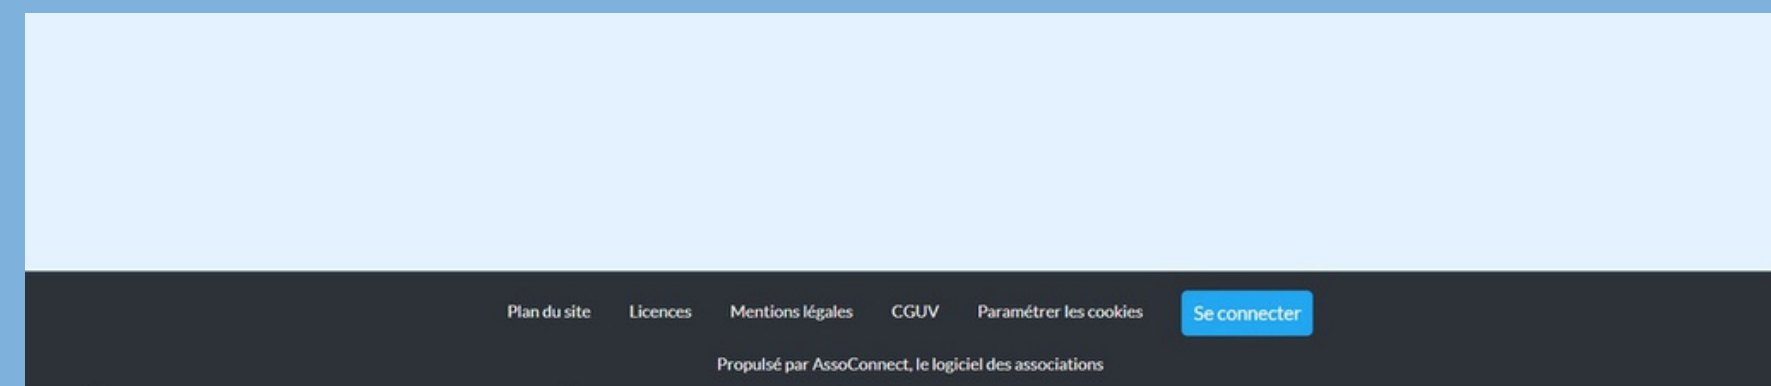 Plan du site Licences Mentions légales CGUV Paramétrer les cookies Se connecter
Propulsé par AssoConnect, le logiciel des associations